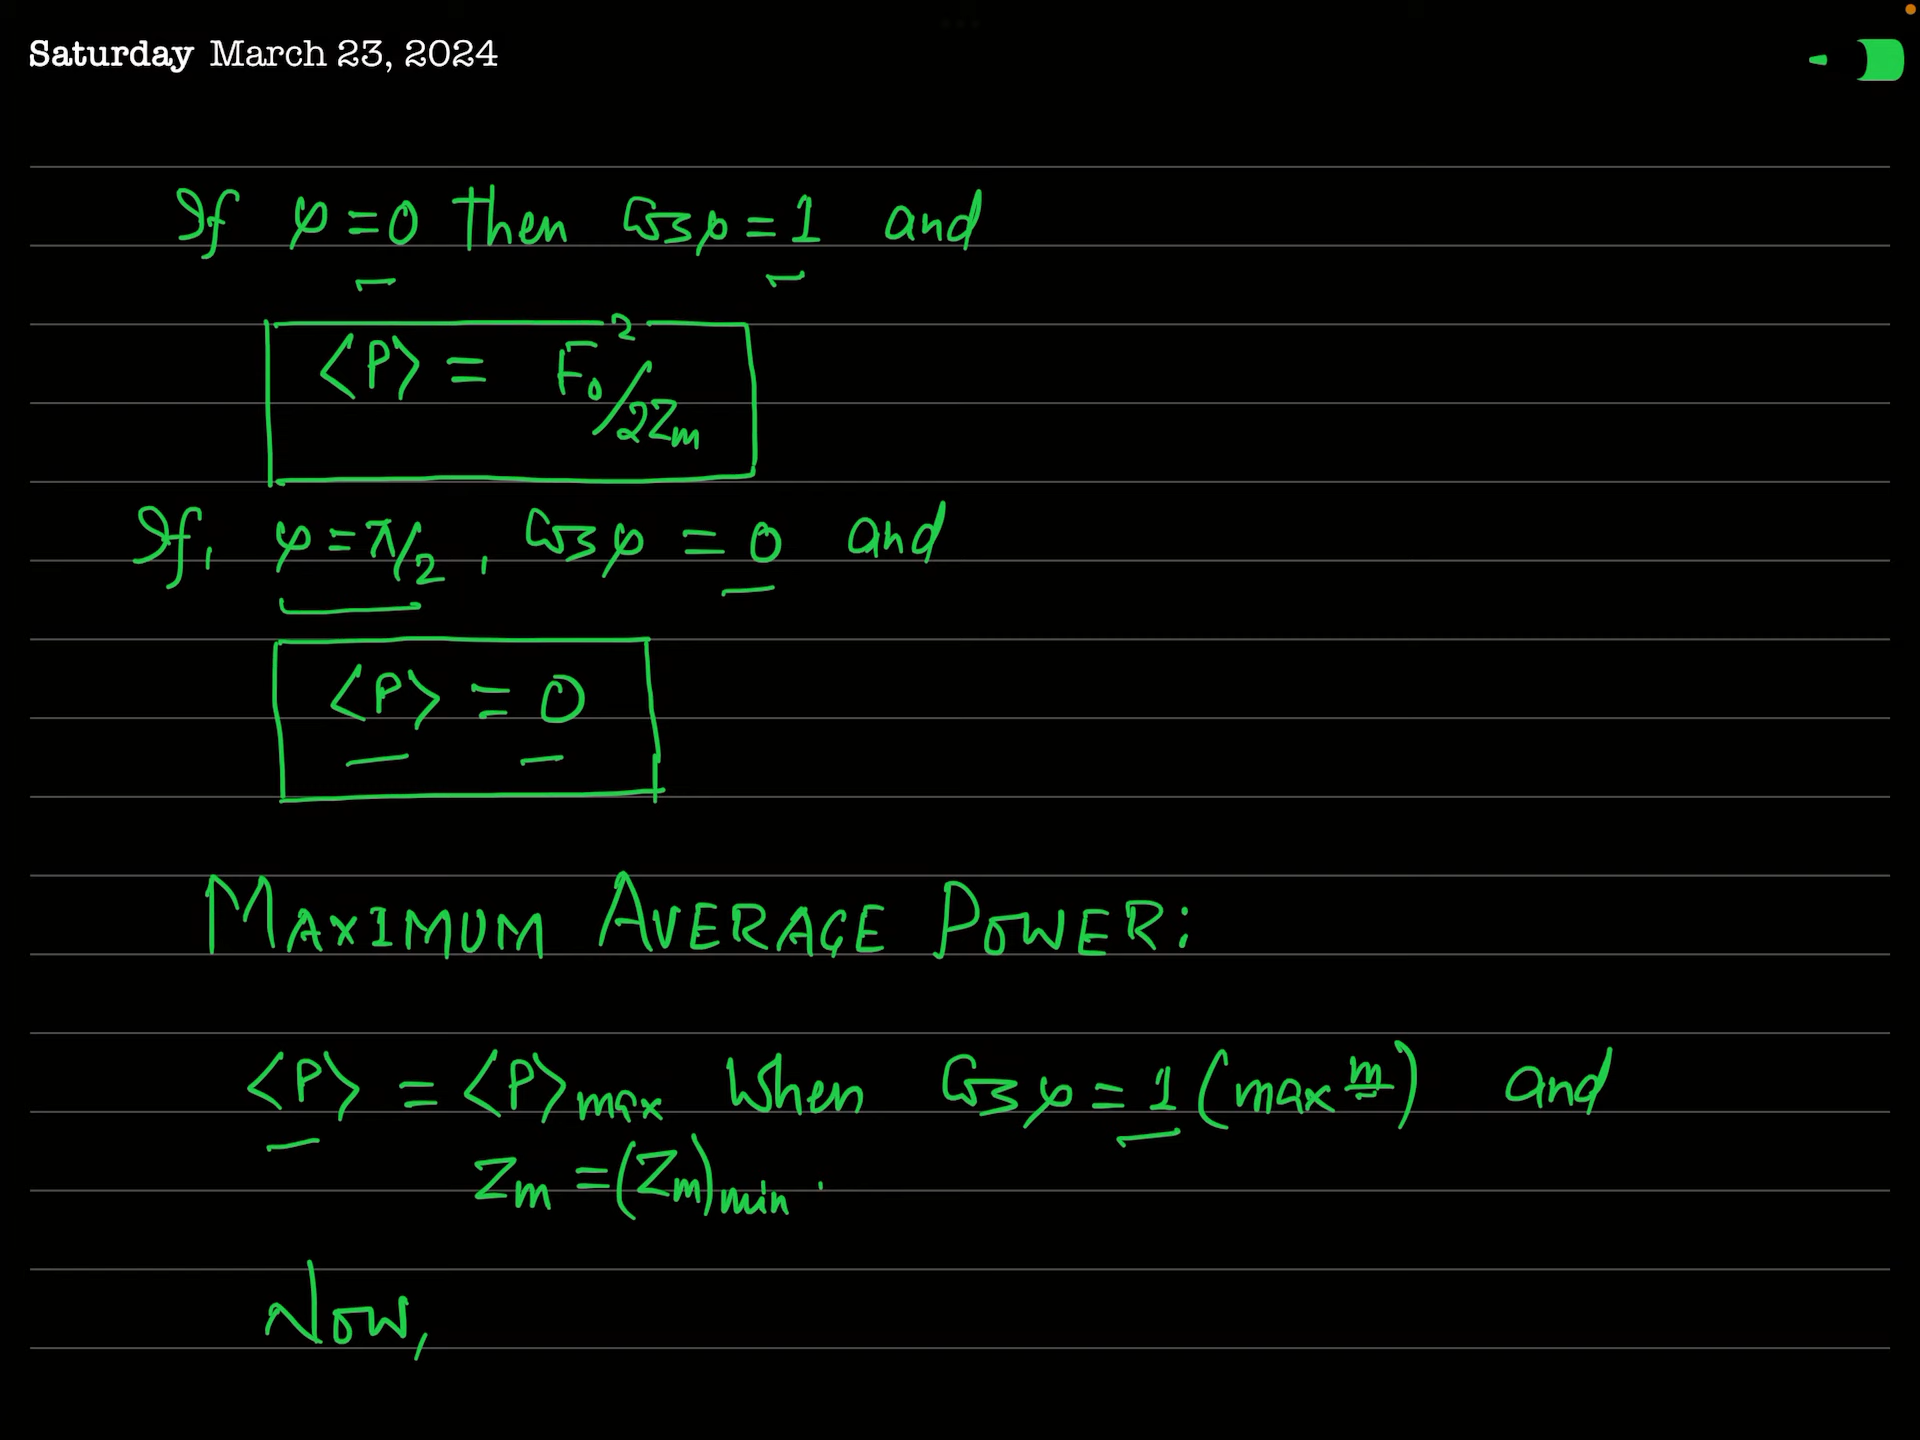 Saturday March 23, 2024
If φ = 0 then Cos φ = 1 and
⟨P⟩ = F₀²/2Zm
If, φ = π/2, Cos φ = 0 and
⟨P⟩ = 0
MAXIMUM AVERAGE POWER:
⟨P⟩ = ⟨P⟩max When Cos φ = 1 (maxᵐ) and
Zm = (Zm)min.
Now,